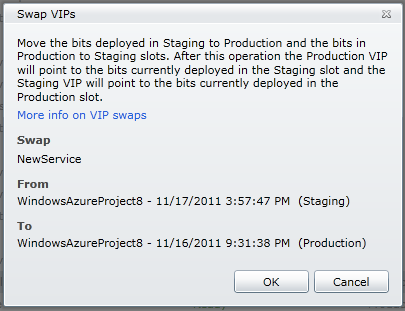 Swap VIPs
Move the bits deployed in Staging to Production and the bits in
Production to Staging slots. After this operation the Production VIP
will point to the bits currently deployed in the Staging slot and the
Staging VIP will point to the bits currently deployed in the
Production slot.
More info on VIP swaps
Swap
NewService
From
WindowsAzureProject8 - 11/17/2011 3:57:47 PM (Staging)
To
WindowsAzureProject8 - 11/16/2011 9:31:38 PM (Production)
OK Cancel